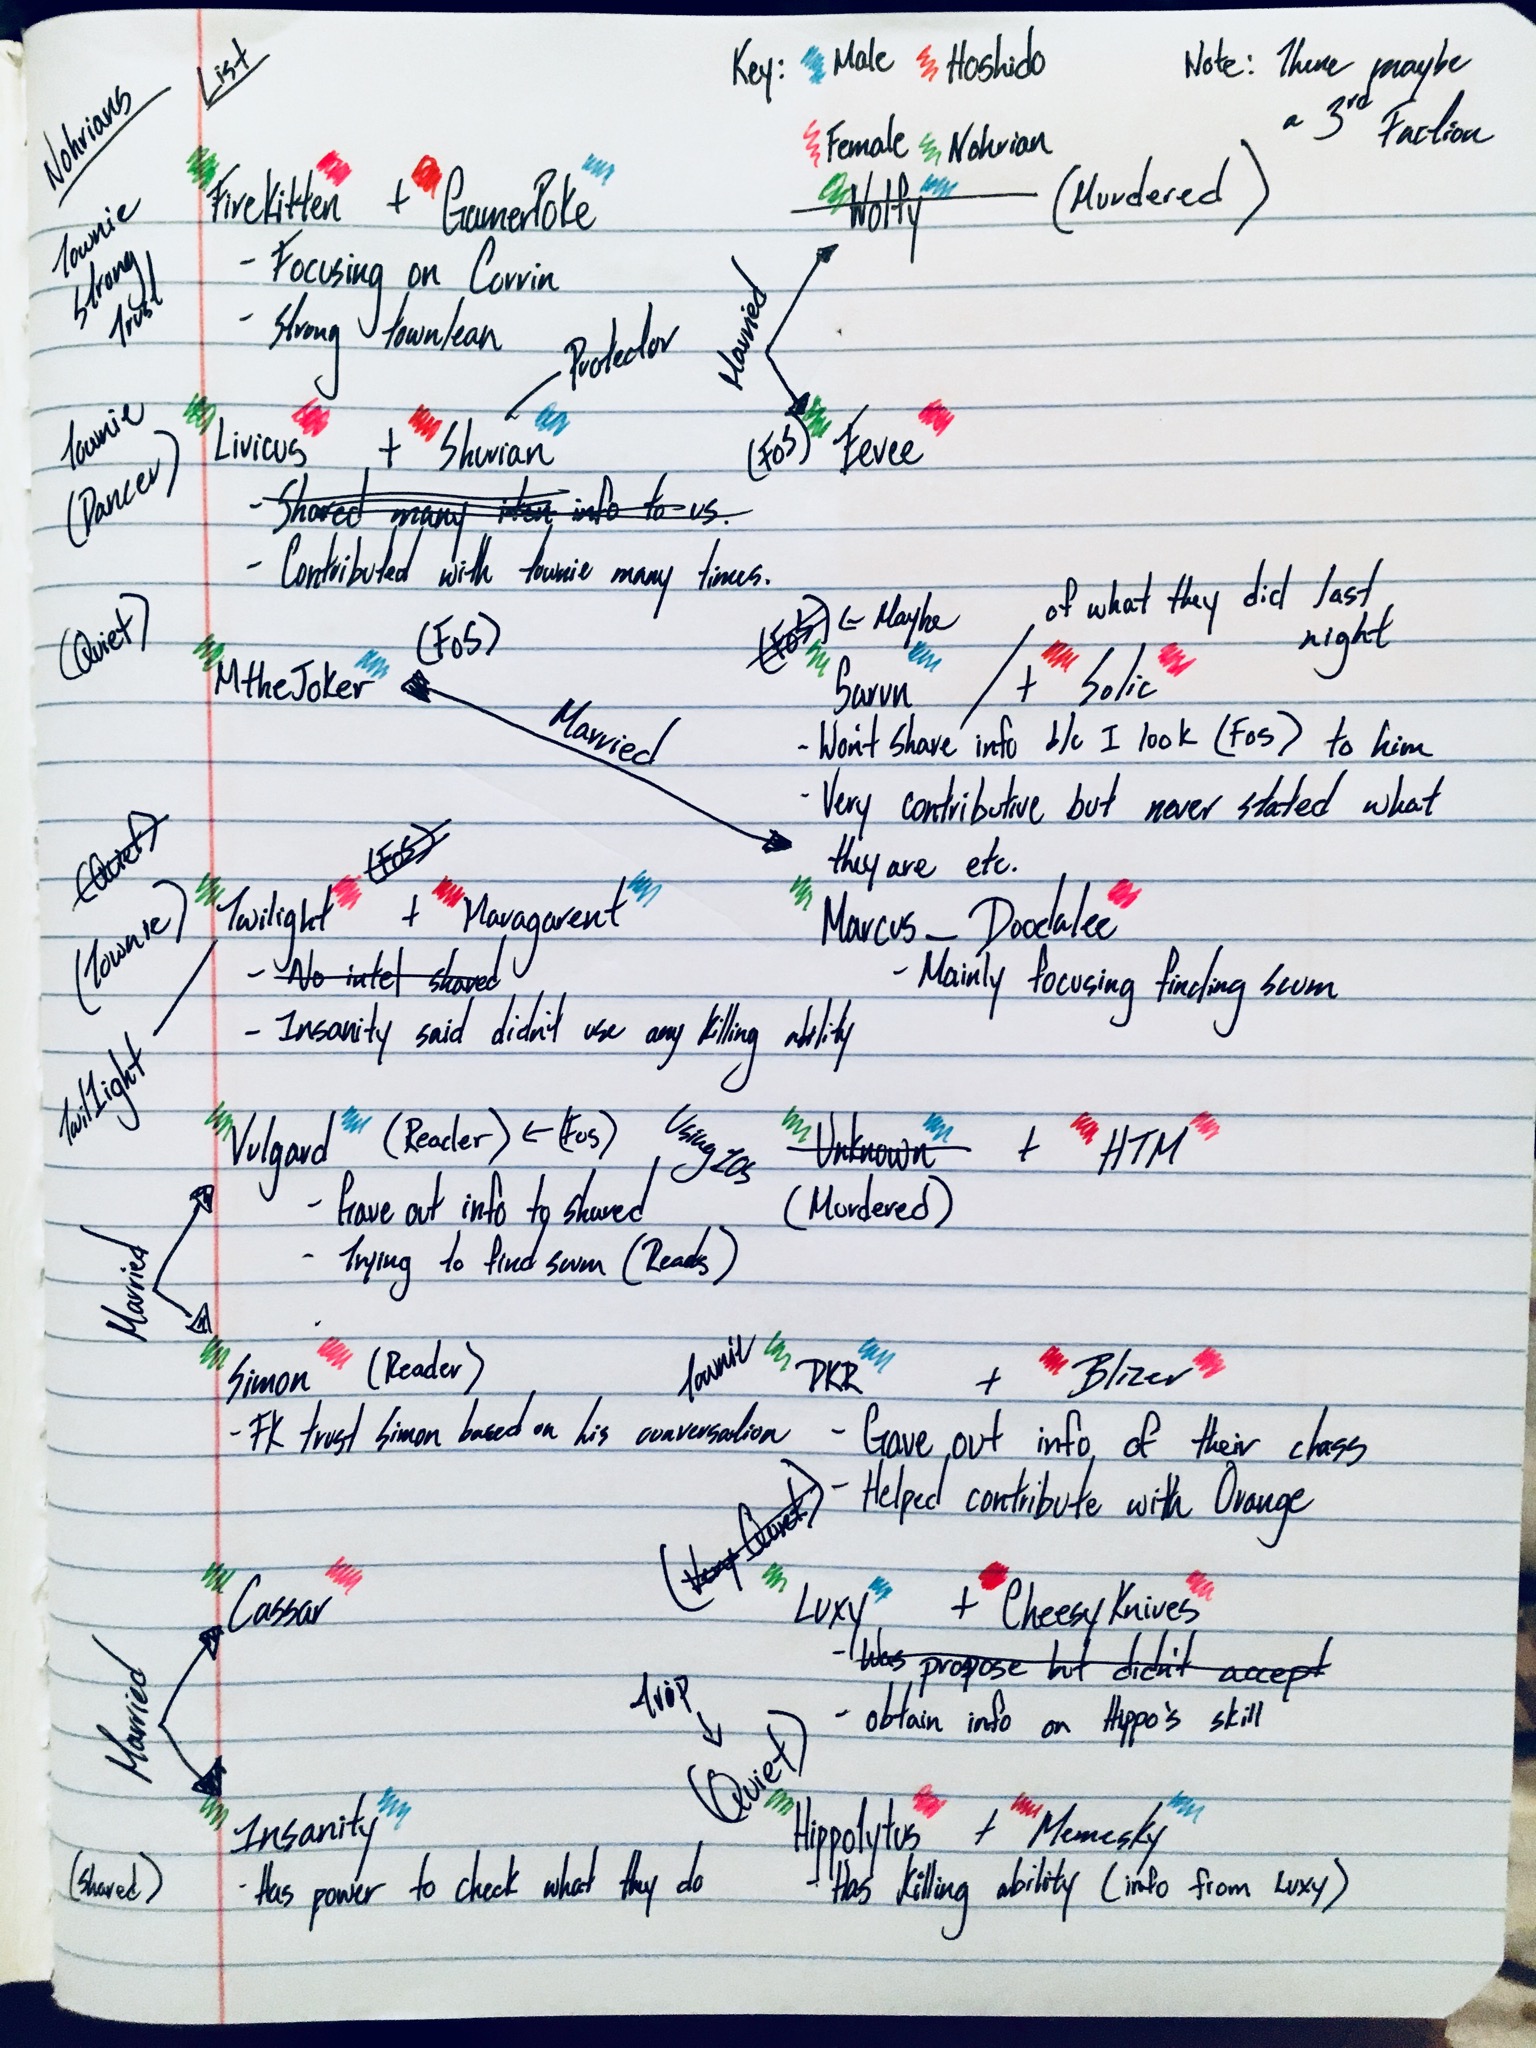 Nohrians List
Key: Male Hoshido
Female Nohrian
Note: There maybe
a 3rd Faction
Townie
Strong
Trust
FireKitten + GamerPoke
- Focusing on Corrin
- Strong townlean
Wolfy (Murdered)
Married
Townie
(Dancer)
Protector
Livicus + Shurian
- Shared many info to us.
- Contributed with townie many times.
(FoS) Eevee
(Quiet)
MtheJoker (FoS)
Married
(FoS) ← Maybe
of what they did last
night
Sarun + Solic
- Won't share info b/c I look (FoS) to him
- Very contributive but never stated what
they are etc.
(Quiet)
(Townie)
Twilight (FoS) + Maragarent
- No intel shared
- Insanity said didn't use any killing ability
TwilIight
Marcus_Doodalee
- Mainly focusing finding scum
Vulgard (Reader) ← (FoS)
- Gave out info to shared
- Trying to find scum (Reads)
Using IOS
Unknown + HTM
(Murdered)
Married
Simon (Reader)
- FK trust Simon based on his conversation
Townie
DKR + Blizer
- Gave out info of their class
- Helped contribute with Orange
Cassar
Married
(Very Quiet)
Luxy + CheesyKnives
- Was propose but didn't accept
- obtain info on Hippo's skill
(shared)
Insanity
- Has power to check what they do
Trip
(Quiet)
Hippolytus + Memesky
- Has killing ability (info from Luxy)